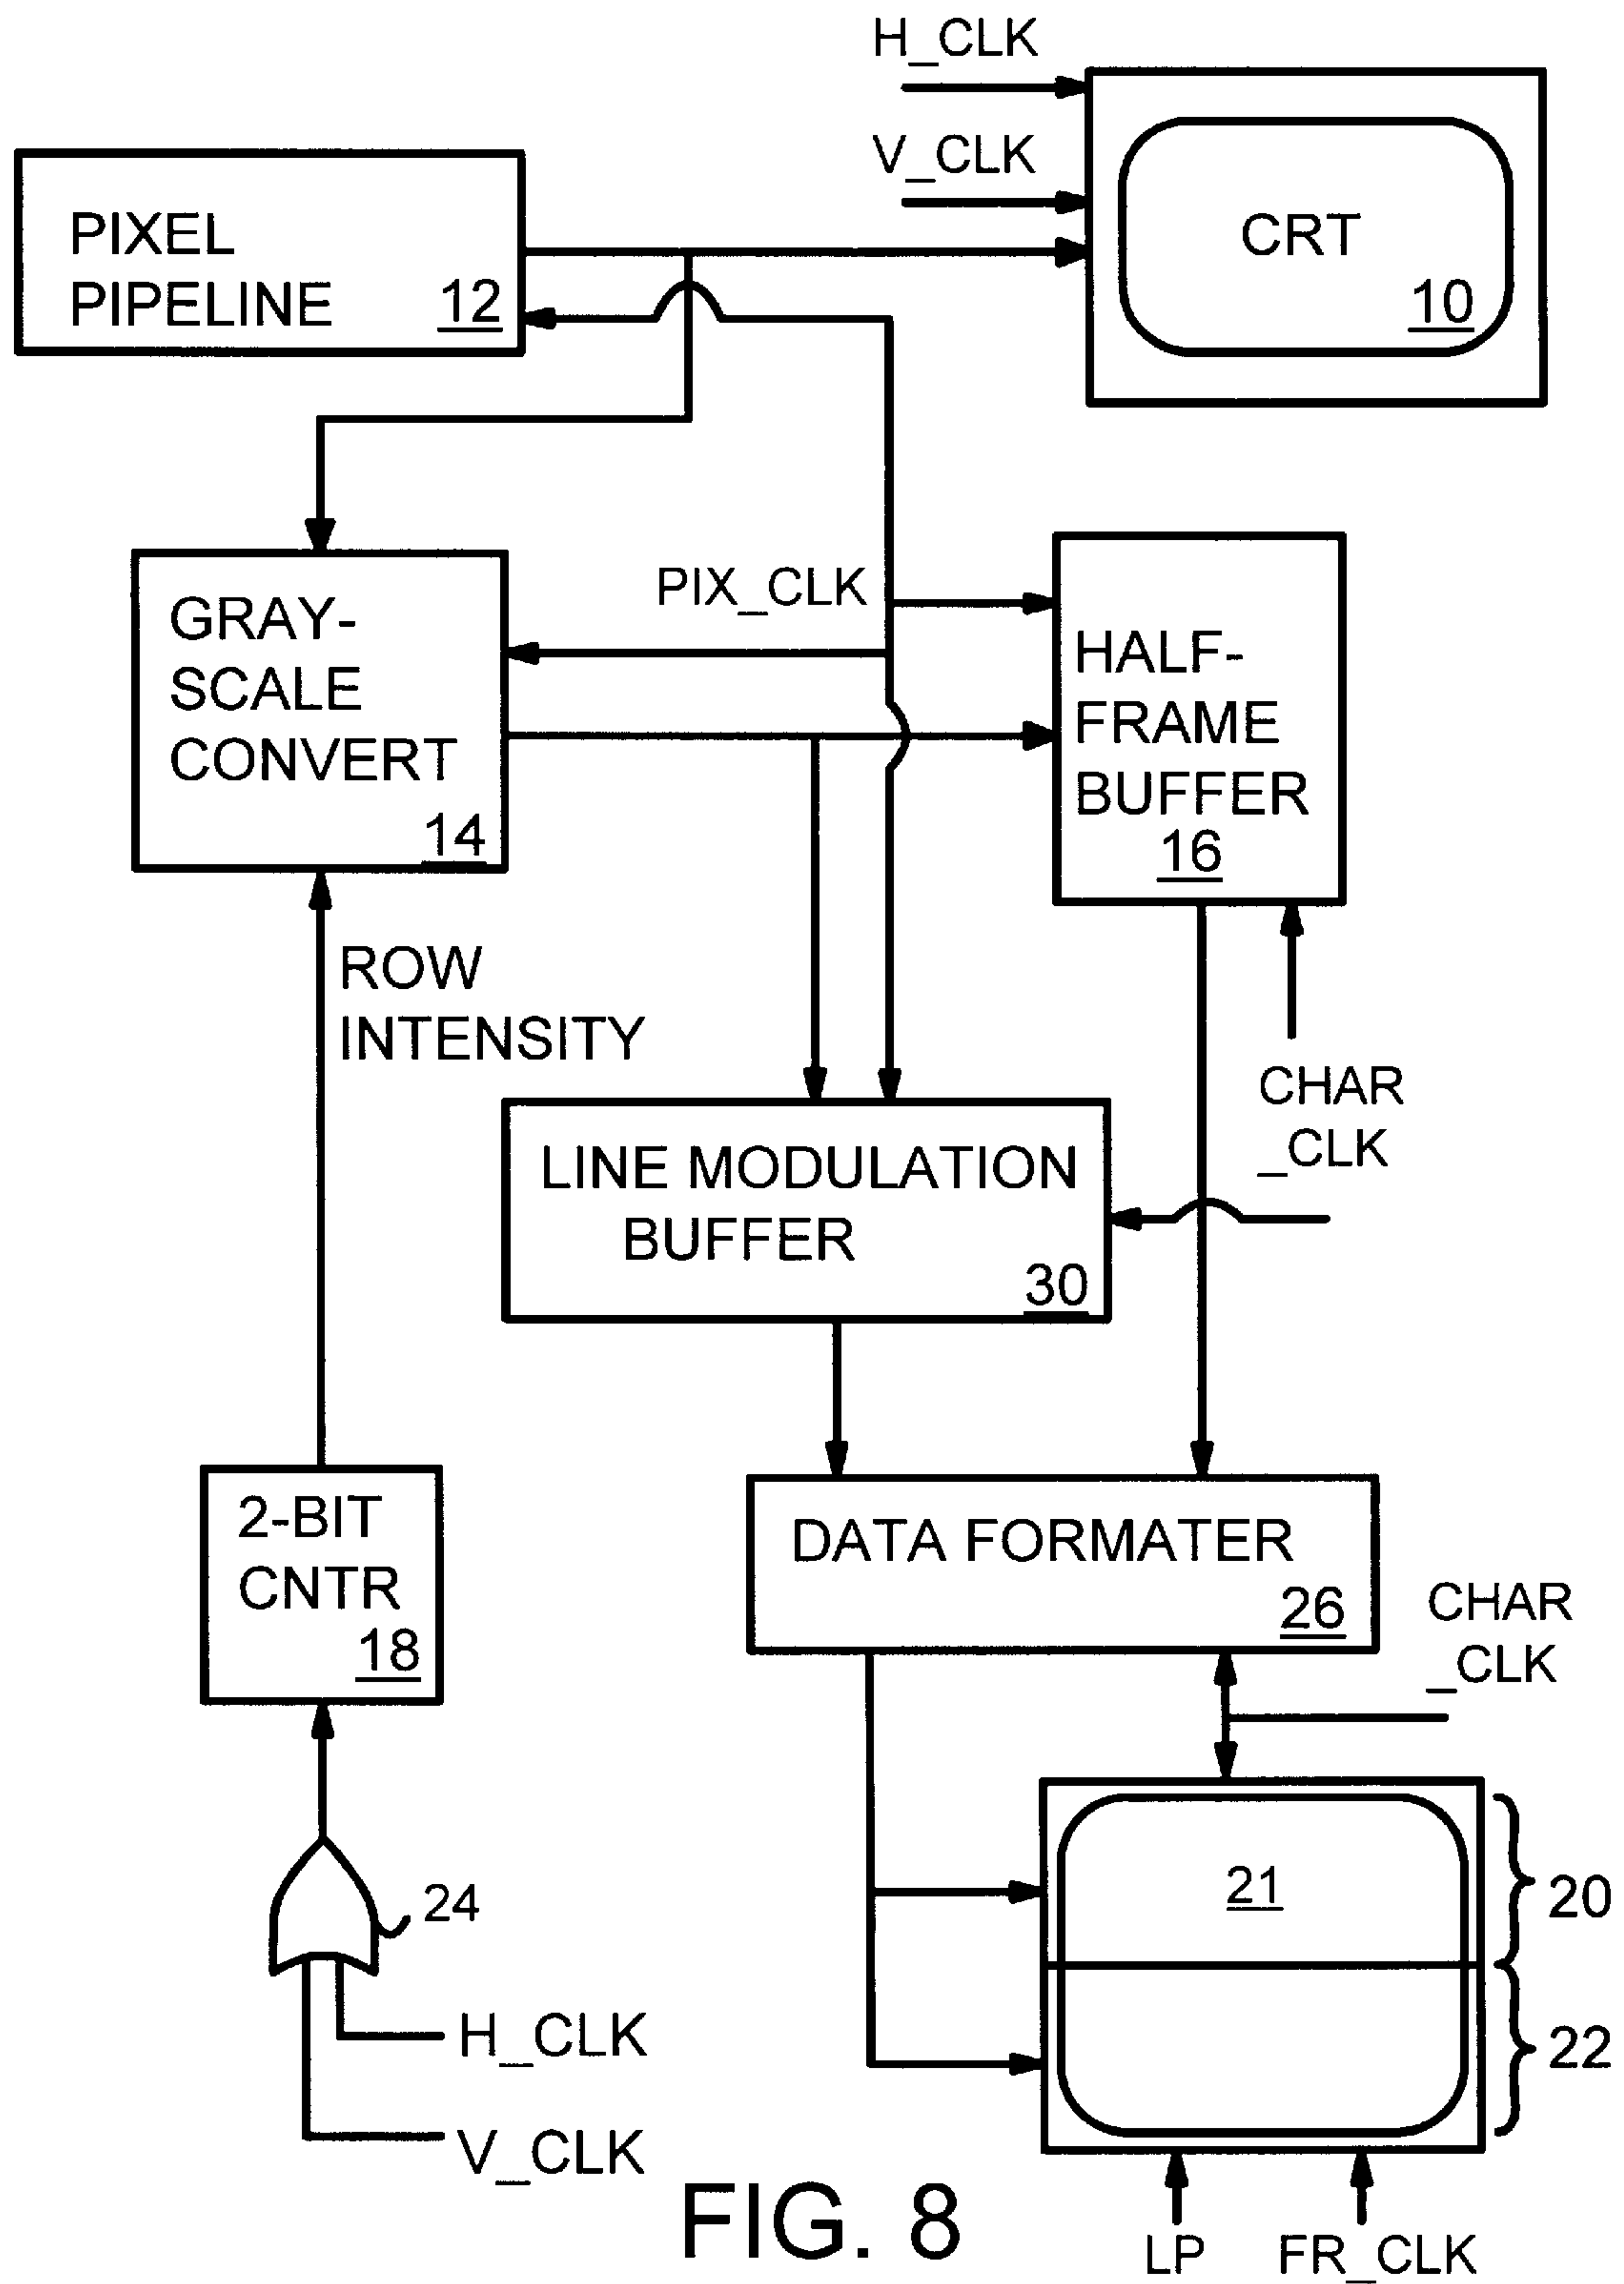 H_CLK
V_CLK
PIXEL
PIPELINE
12
CRT
10
GRAY-
SCALE
CONVERT
14
PIX_CLK
HALF-
FRAME
BUFFER
16
ROW
INTENSITY
CHAR
_CLK
LINE MODULATION
BUFFER
30
2-BIT
CNTR
18
DATA FORMATER
26
CHAR
_CLK
24
21
20
22
H_CLK
V_CLK
LP
FR_CLK
FIG. 8